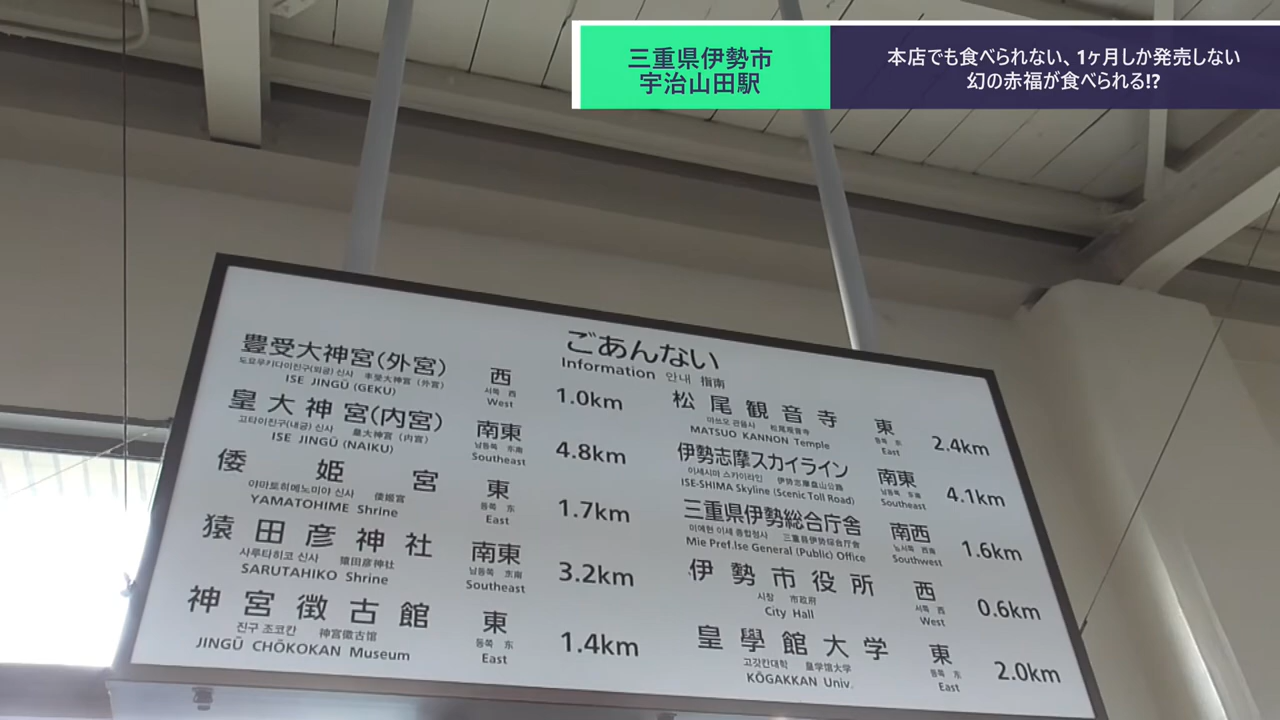 三重県伊勢市
宇治山田駅
本店でも食べられない、1ヶ月しか発売しない
幻の赤福が食べられる!?
ごあんない
Information 안내 指南
豊受大神宮(外宮)
도요우키다이진구(외궁) 신사 丰受大神宮（外宮）
ISE JINGŪ (GEKU)
西
서쪽 西
West
1.0km
皇大神宮(内宮)
고타이진구(내궁) 신사 皇大神宮（内宮）
ISE JINGŪ (NAIKU)
南東
남동쪽 东南
Southeast
4.8km
倭姫宮
야마토히메노미야 신사 倭姫宮
YAMATOHIME Shrine
東
동쪽 东
East
1.7km
猿田彦神社
사루타히코 신사 猿田彦神社
SARUTAHIKO Shrine
南東
남동쪽 东南
Southeast
3.2km
神宮徴古館
진구 조코칸 神宮徵古馆
JINGŪ CHŌKOKAN Museum
東
동쪽 东
East
1.4km
松尾観音寺
마쓰오 관음사 松尾观音寺
MATSUO KANNON Temple
東
동쪽 东
East
2.4km
伊勢志摩スカイライン
이세시마 스카이라인 伊势志摩盘山公路
ISE-SHIMA Skyline (Scenic Toll Road)
南東
남동쪽 东南
Southeast
4.1km
三重県伊勢総合庁舎
미에현 이세 종합청사 三重县伊势综合厅舍
Mie Pref.Ise General (Public) Office
南西
남서쪽 西南
Southwest
1.6km
伊勢市役所
시청 市政府
City Hall
西
서쪽 西
West
0.6km
皇學館大学
고갓칸대학 皇学馆大学
KŌGAKKAN Univ.
東
동쪽 东
East
2.0km